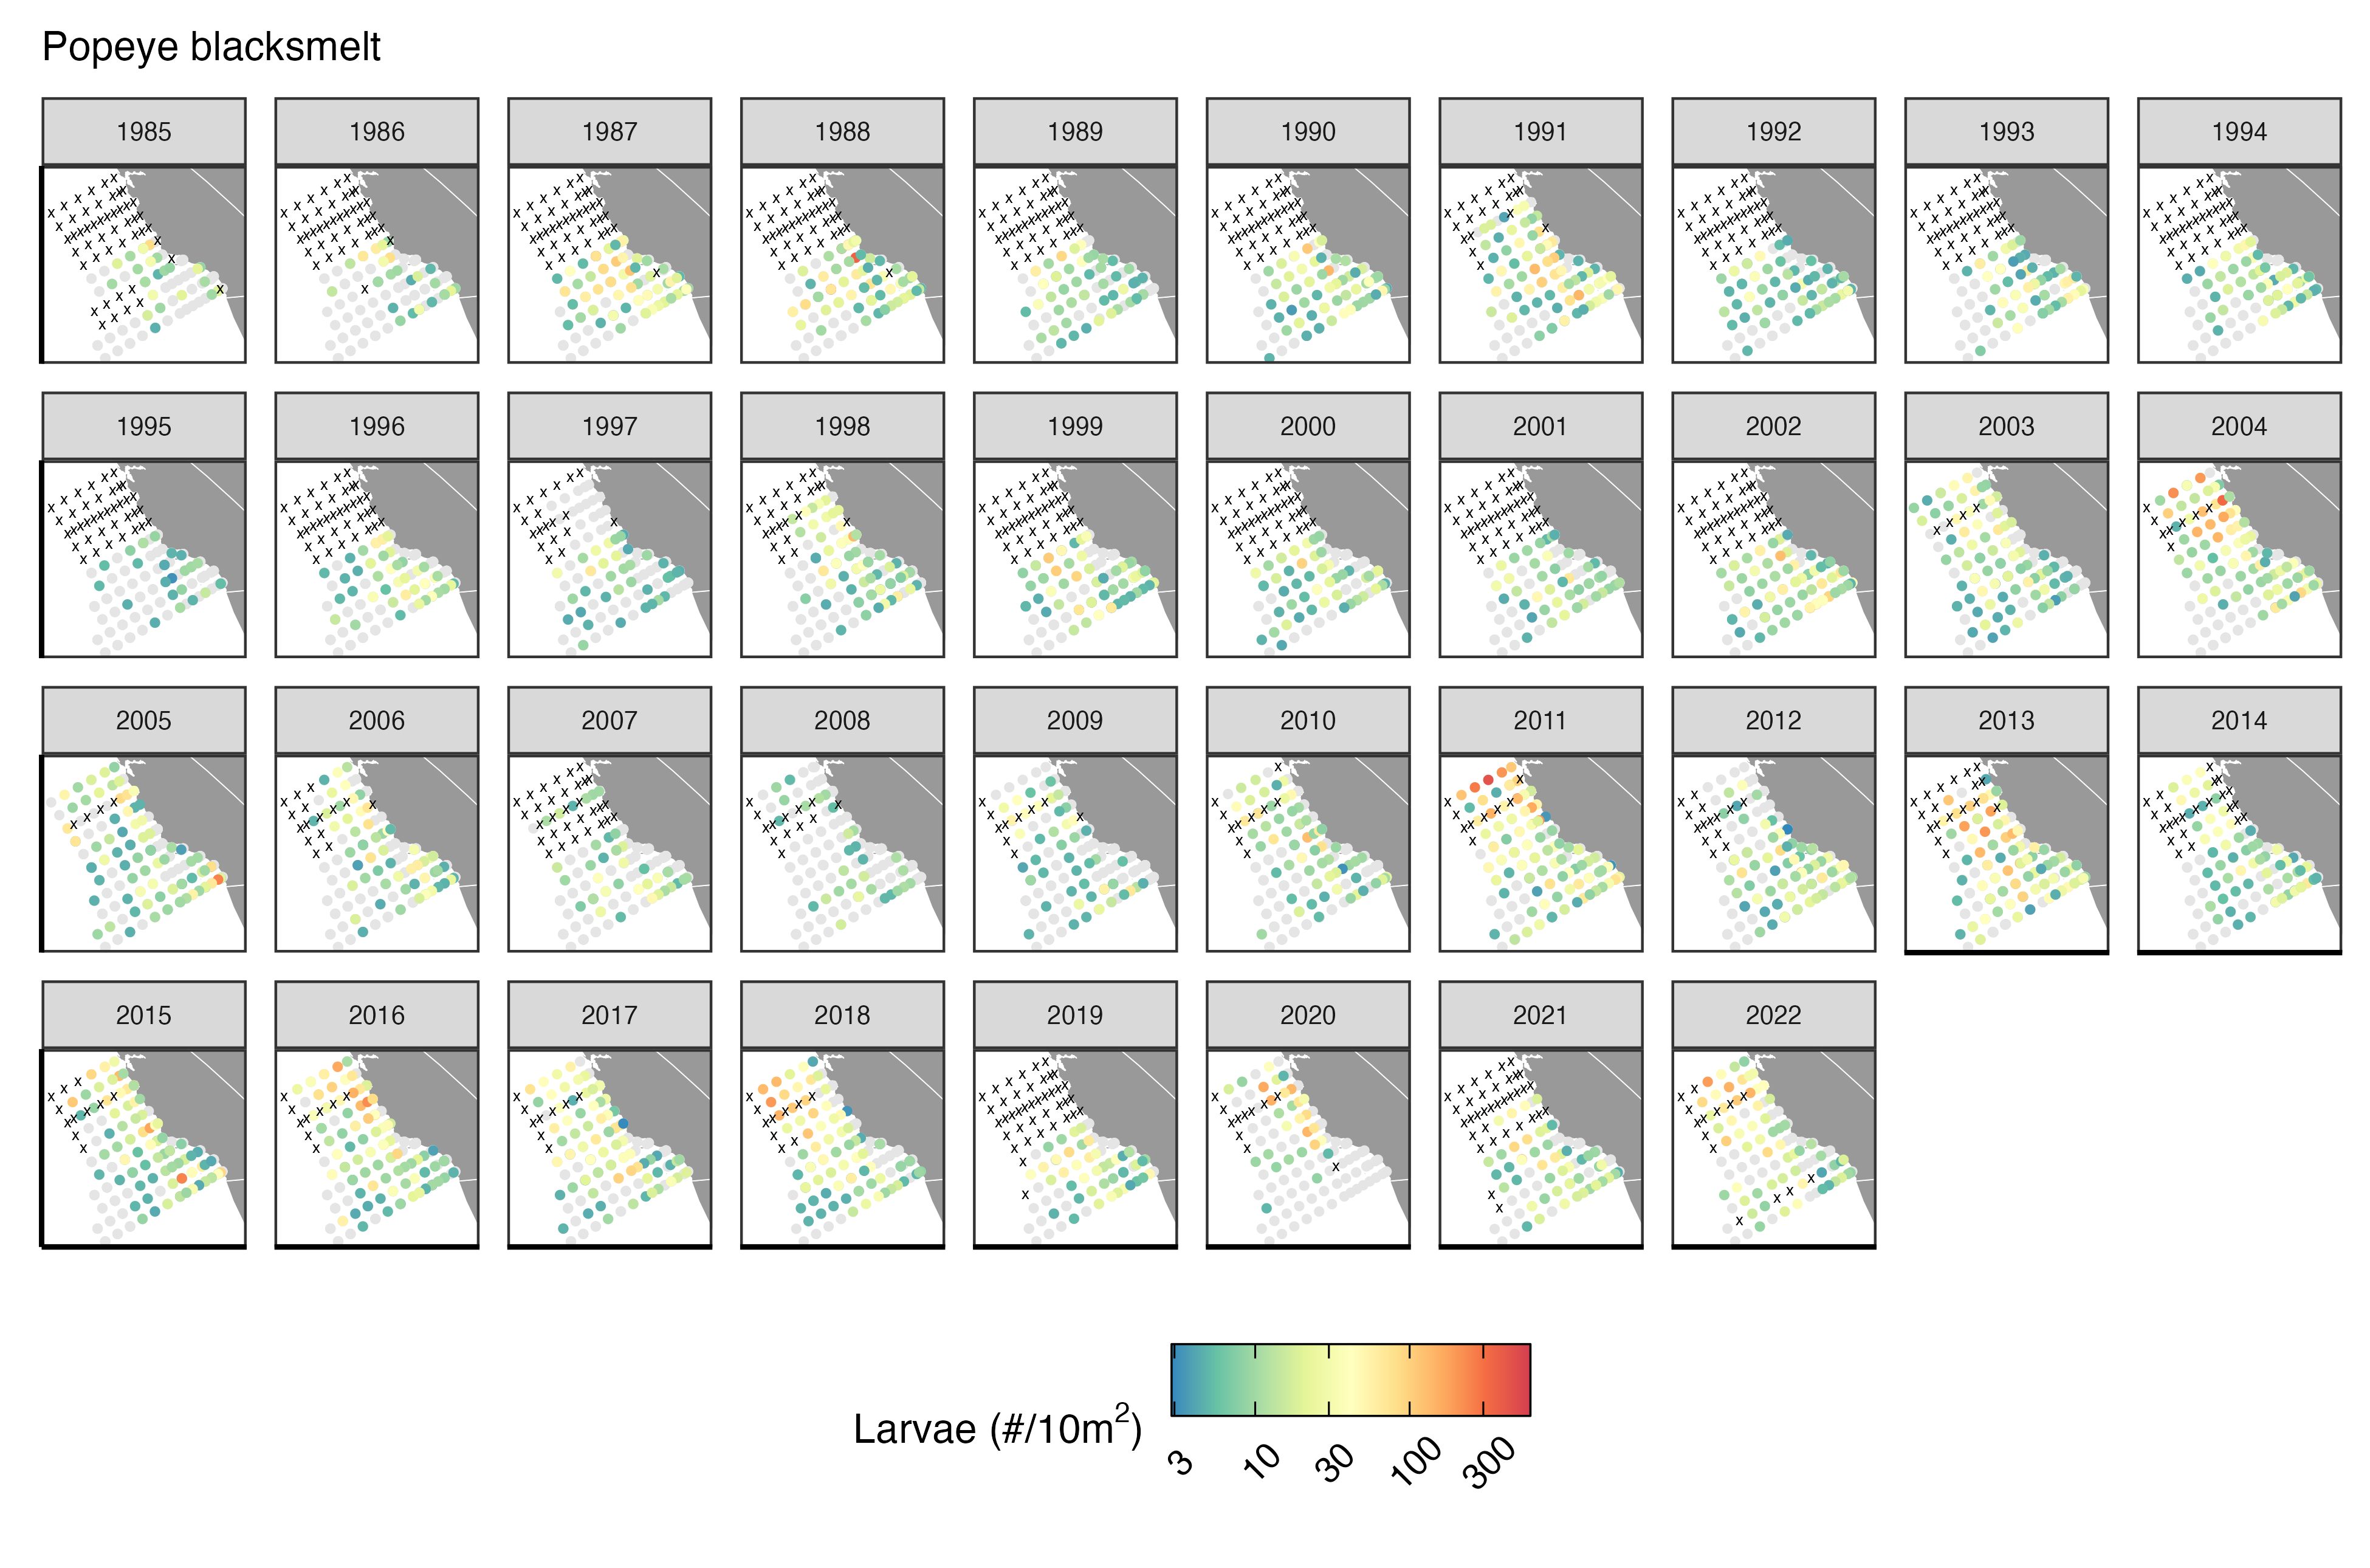 Popeye blacksmelt
1985 1986 1987 1988 1989 1990 1991 1992 1993 1994
1995 1996 1997 1998 1999 2000 2001 2002 2003 2004
2005 2006 2007 2008 2009 2010 2011 2012 2013 2014
2015 2016 2017 2018 2019 2020 2021 2022
Larvae (#/10m²)
3 10 30 100 300